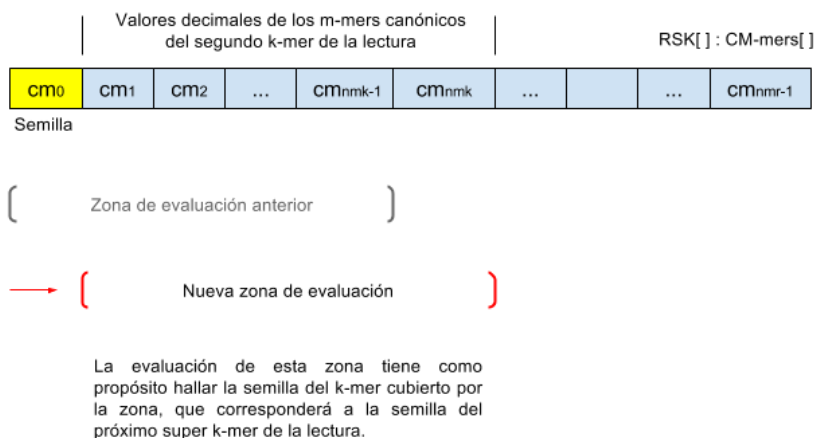 Valores decimales de los m-mers canónicos
del segundo k-mer de la lectura
RSK[ ] : CM-mers[ ]
cm0 cm1 cm2 ... cmnmk-1 cmnmk ... ... cmnmr-1
Semilla
Zona de evaluación anterior
Nueva zona de evaluación
La evaluación de esta zona tiene como
propósito hallar la semilla del k-mer cubierto por
la zona, que corresponderá a la semilla del
próximo super k-mer de la lectura.